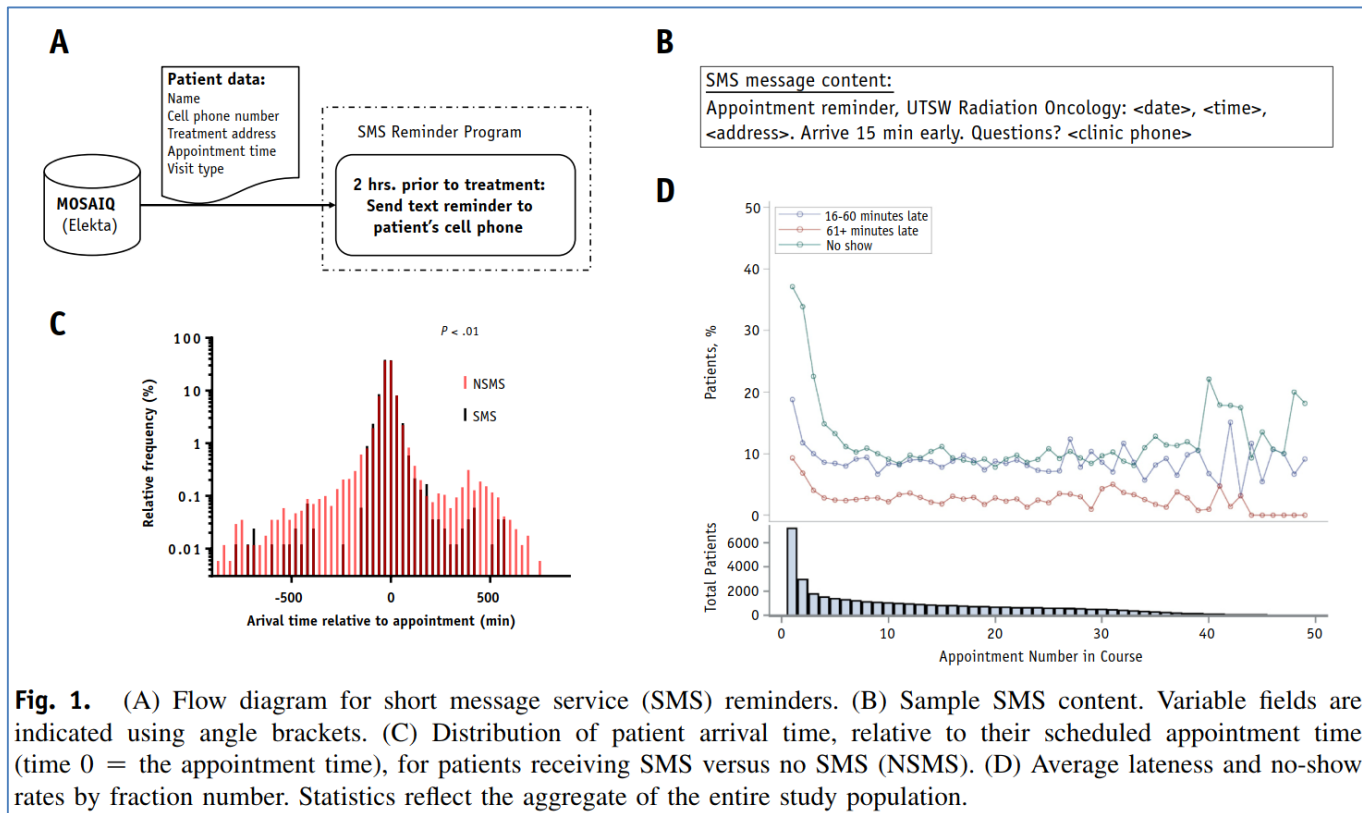 A
Patient data:
Name
Cell phone number
Treatment address
Appointment time
Visit type
MOSAIQ
(Elekta)
SMS Reminder Program
2 hrs. prior to treatment:
Send text reminder to
patient's cell phone
B
SMS message content:
Appointment reminder, UTSW Radiation Oncology: <date>, <time>,
<address>. Arrive 15 min early. Questions? <clinic phone>
C
P < .01
Relative frequency (%)
100
10
1
0.1
0.01
NSMS
SMS
-500
0
500
Arival time relative to appointment (min)
D
Patients, %
50
40
30
20
10
0
16-60 minutes late
61+ minutes late
No show
Total Patients
6000
4000
2000
0
0
10
20
30
40
50
Appointment Number in Course
Fig. 1. (A) Flow diagram for short message service (SMS) reminders. (B) Sample SMS content. Variable fields are
indicated using angle brackets. (C) Distribution of patient arrival time, relative to their scheduled appointment time
(time 0 = the appointment time), for patients receiving SMS versus no SMS (NSMS). (D) Average lateness and no-show
rates by fraction number. Statistics reflect the aggregate of the entire study population.